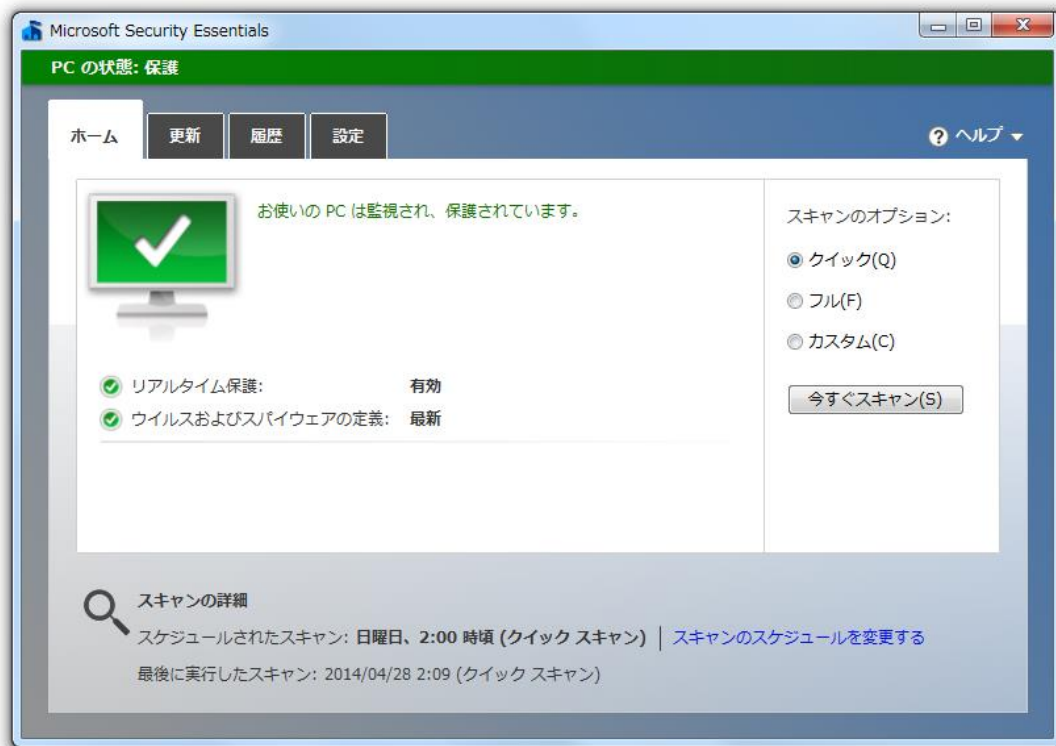 Microsoft Security Essentials
PC の状態: 保護
ホーム 更新 履歴 設定 ヘルプ
お使いの PC は監視され、保護されています。
スキャンのオプション:
クイック(Q)
フル(F)
カスタム(C)
今すぐスキャン(S)
リアルタイム保護: 有効
ウイルスおよびスパイウェアの定義: 最新
スキャンの詳細
スケジュールされたスキャン: 日曜日、2:00 時頃 (クイック スキャン) | スキャンのスケジュールを変更する
最後に実行したスキャン: 2014/04/28 2:09 (クイック スキャン)